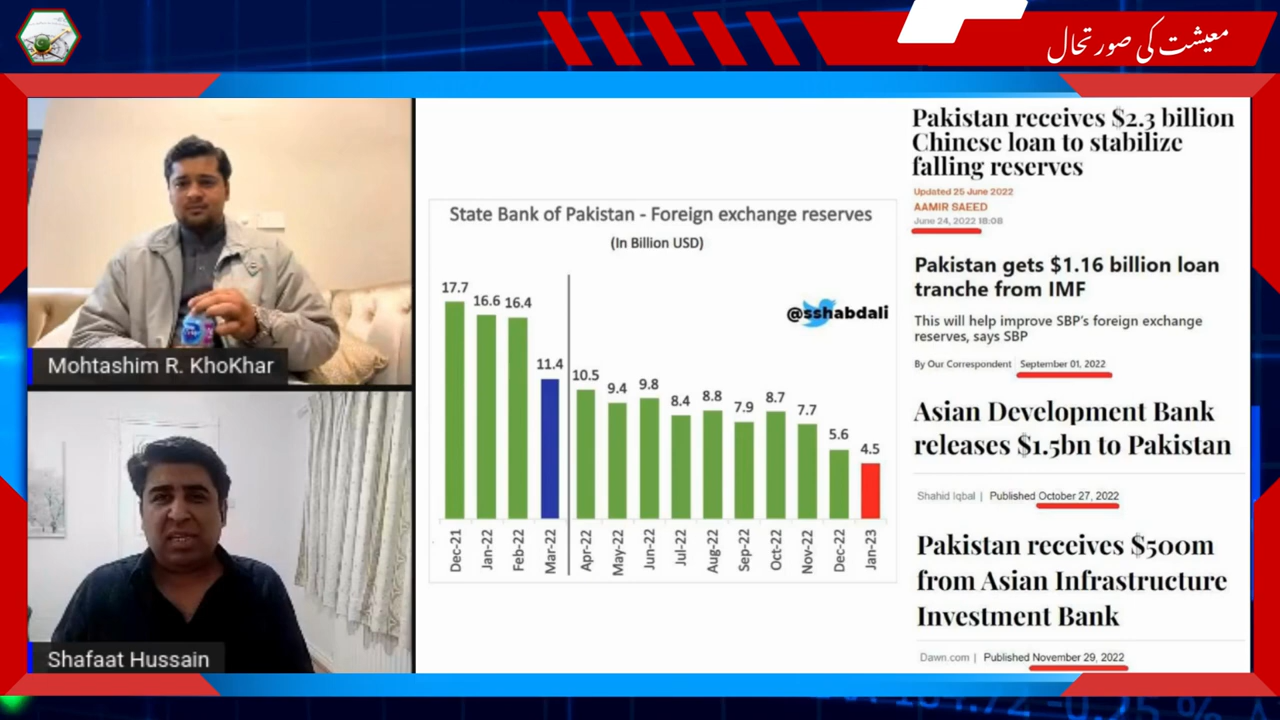 معیشت کی صورتحال
Mohtashim R. KhoKhar
Shafaat Hussain
State Bank of Pakistan - Foreign exchange reserves
(In Billion USD)
@sshabdali
17.7
16.6
16.4
11.4
10.5
9.4
9.8
8.4
8.8
7.9
8.7
7.7
5.6
4.5
Dec-21
Jan-22
Feb-22
Mar-22
Apr-22
May-22
Jun-22
Jul-22
Aug-22
Sep-22
Oct-22
Nov-22
Dec-22
Jan-23
Pakistan receives $2.3 billion
Chinese loan to stabilize
falling reserves
Updated 25 June 2022
AAMIR SAEED
June 24, 2022 18:08
Pakistan gets $1.16 billion loan
tranche from IMF
This will help improve SBP's foreign exchange
reserves, says SBP
By Our Correspondent | September 01, 2022
Asian Development Bank
releases $1.5bn to Pakistan
Shahid Iqbal | Published October 27, 2022
Pakistan receives $500m
from Asian Infrastructure
Investment Bank
Dawn.com | Published November 29, 2022